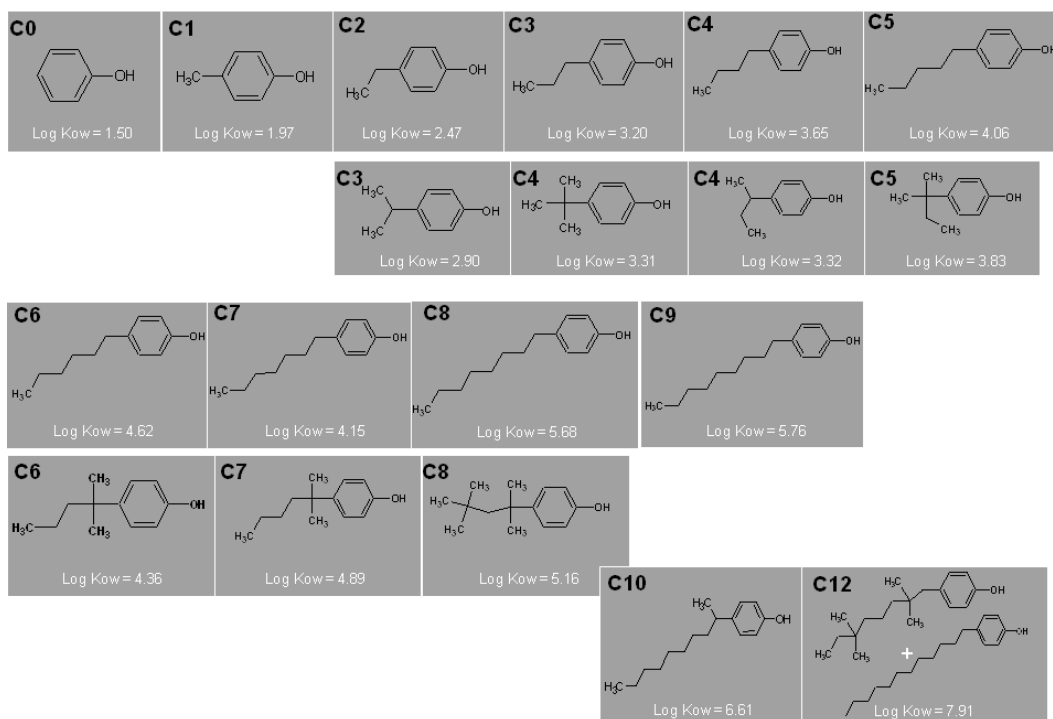 C0
OH
Log Kow = 1.50
C1
H₃C
OH
Log Kow = 1.97
C2
OH
H₃C
Log Kow = 2.47
C3
OH
H₃C
Log Kow = 3.20
C4
OH
H₃C
Log Kow = 3.65
C5
OH
H₃C
Log Kow = 4.06
C3
H₃C
OH
CH₃
Log Kow = 2.90
C4
CH₃
H₃C
OH
CH₃
Log Kow = 3.31
C4
CH₃
OH
CH₃
Log Kow = 3.32
C5
CH₃
H₃C
OH
CH₃
Log Kow = 3.83
C6
OH
H₃C
Log Kow = 4.62
C7
OH
H₃C
Log Kow = 4.15
C8
OH
H₃C
Log Kow = 5.68
C9
OH
H₃C
Log Kow = 5.76
C6
CH₃
OH
H₃C
CH₃
Log Kow = 4.36
C7
CH₃
OH
CH₃
H₃C
Log Kow = 4.89
C8
CH₃
CH₃
H₃C
OH
CH₃
CH₃
Log Kow = 5.16
C10
CH₃
OH
H₃C
Log Kow = 6.61
C12
OH
CH₃
CH₃
H₃C
OH
H₃C
CH₃
+
Log Kow = 7.91